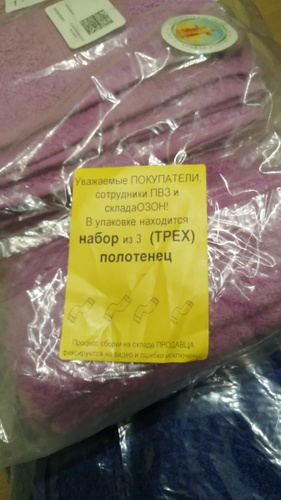 Уважаемые ПОКУПАТЕЛИ,
сотрудники ПВЗ и
складаОЗОН!
В упаковке находится
набор из 3 (ТРЕХ)
полотенец
Процесс сборки на складе ПРОДАВЦА
фиксируется на видео и ошибка исключена!